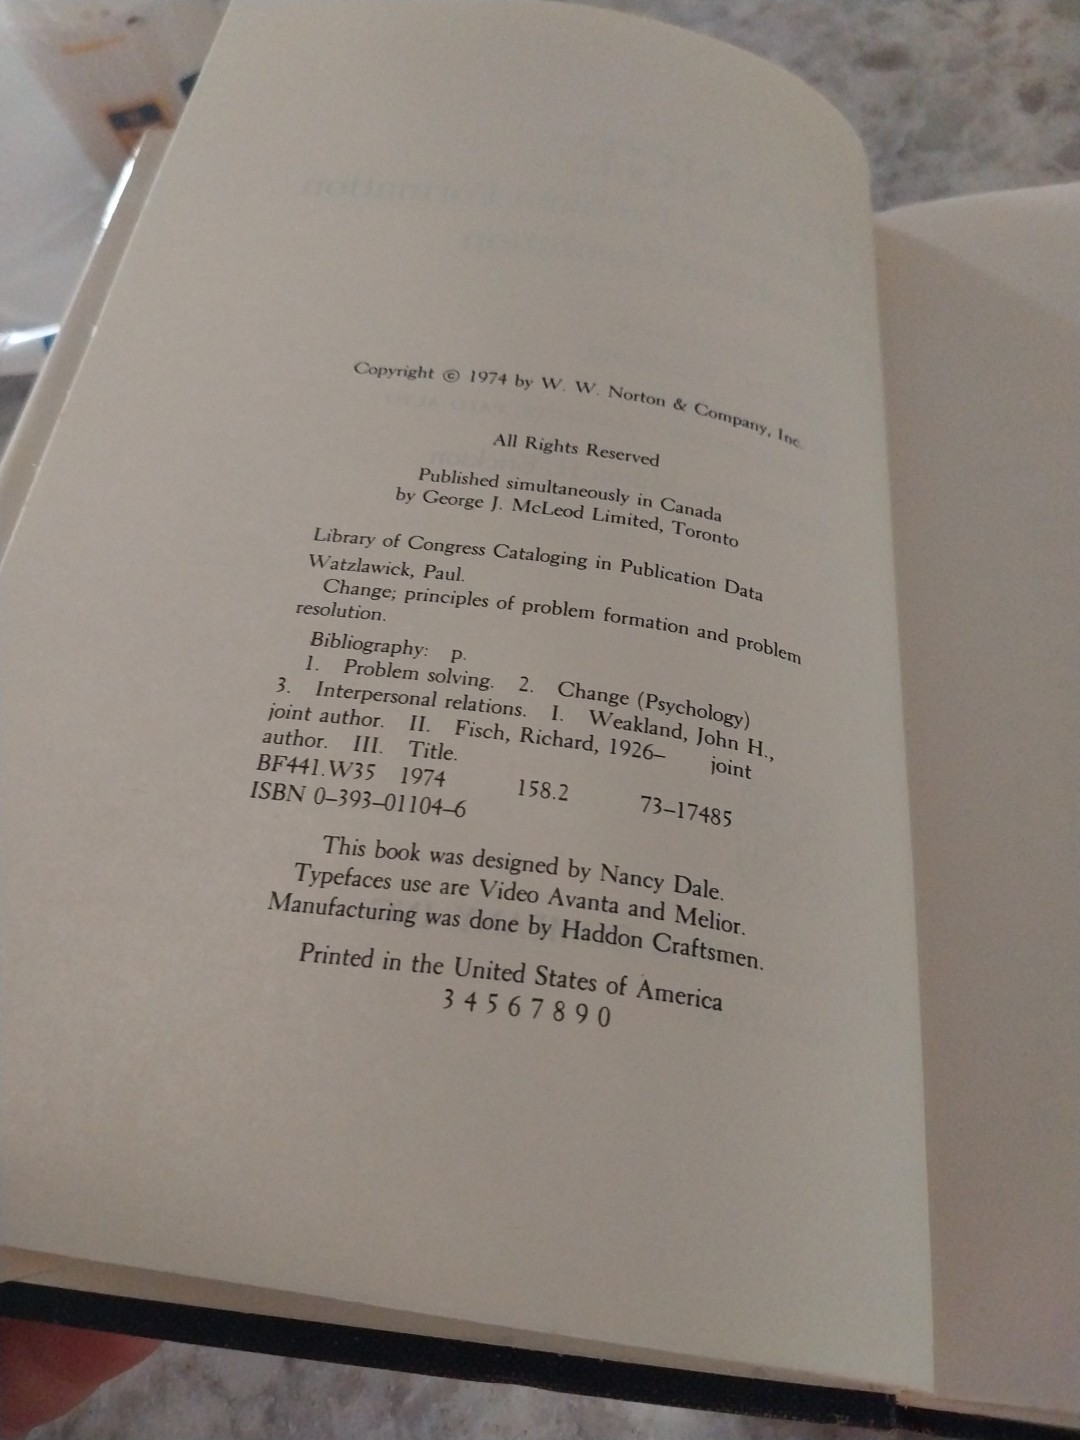 Copyright © 1974 by W. W. Norton & Company, Inc.
All Rights Reserved
Published simultaneously in Canada
by George J. McLeod Limited, Toronto
Library of Congress Cataloging in Publication Data
Watzlawick, Paul.
Change; principles of problem formation and problem
resolution.
Bibliography: p.
1. Problem solving. 2. Change (Psychology)
3. Interpersonal relations. I. Weakland, John H.,
joint author. II. Fisch, Richard, 1926– joint
author. III. Title.
BF441.W35 1974 158.2 73–17485
ISBN 0–393–01104–6
This book was designed by Nancy Dale.
Typefaces use are Video Avanta and Melior.
Manufacturing was done by Haddon Craftsmen.
Printed in the United States of America
3 4 5 6 7 8 9 0